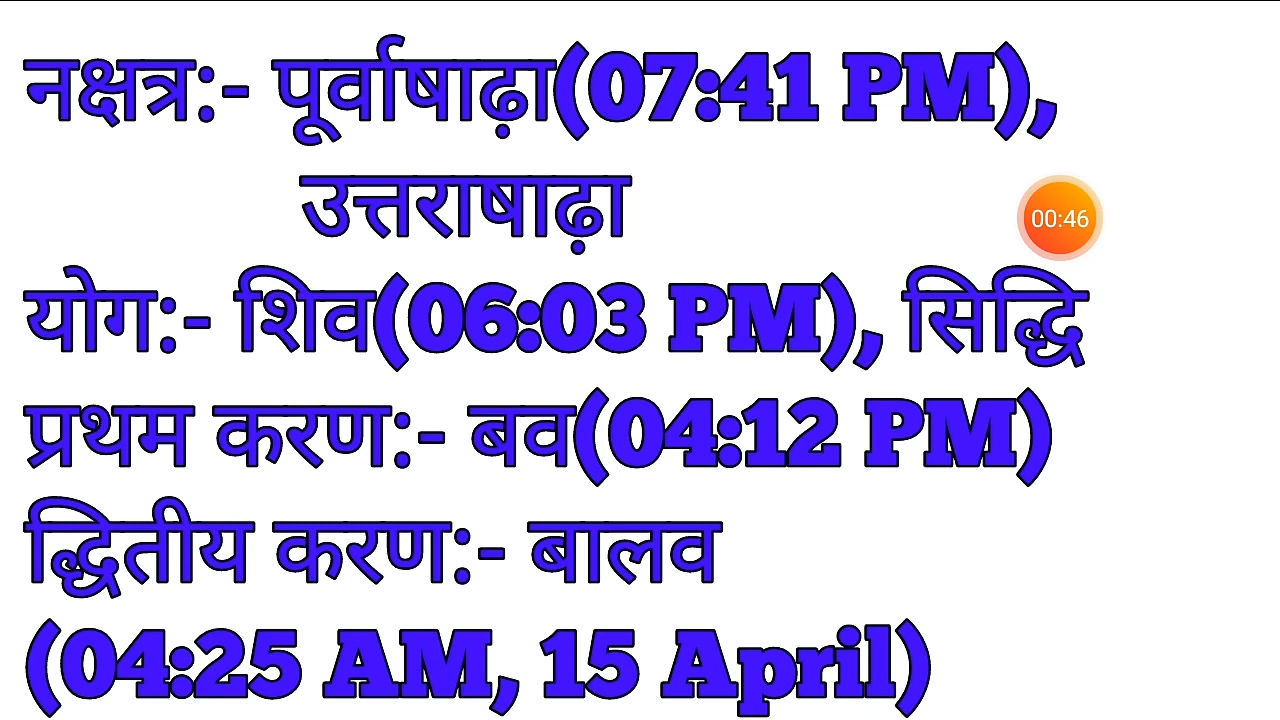 नक्षत्र:- पूर्वाषाढ़ा(07:41 PM),
उत्तराषाढ़ा
00:46
योग:- शिव(06:03 PM), सिद्धि
प्रथम करण:- बव(04:12 PM)
द्धितीय करण:- बालव
(04:25 AM, 15 April)